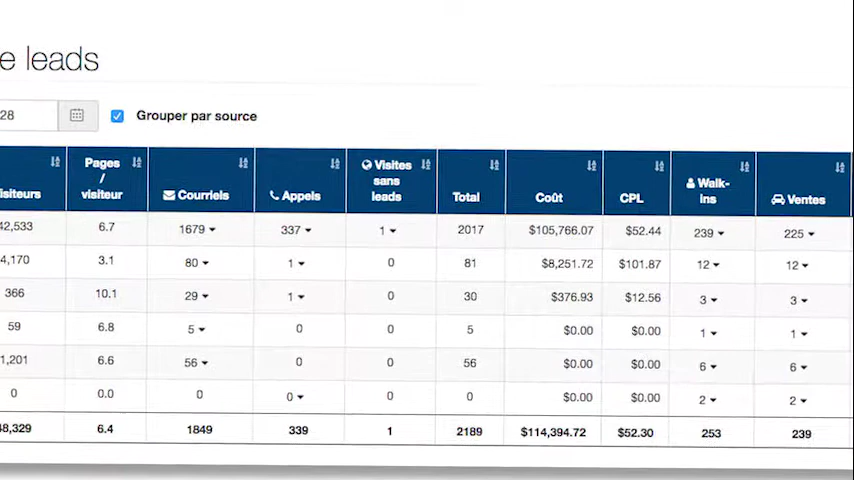 e leads
28 Grouper par source
isiteurs Pages / visiteur Courriels Appels Visites sans leads Total Coût CPL Walk-ins Ventes
42,533 6.7 1679 337 1 2017 $105,766.07 $52.44 239 225
4,170 3.1 80 1 0 81 $8,251.72 $101.87 12 12
366 10.1 29 1 0 30 $376.93 $12.56 3 3
59 6.8 5 0 0 5 $0.00 $0.00 1 1
1,201 6.6 56 0 0 56 $0.00 $0.00 6 6
0 0.0 0 0 0 0 $0.00 $0.00 2 2
48,329 6.4 1849 339 1 2189 $114,394.72 $52.30 253 239